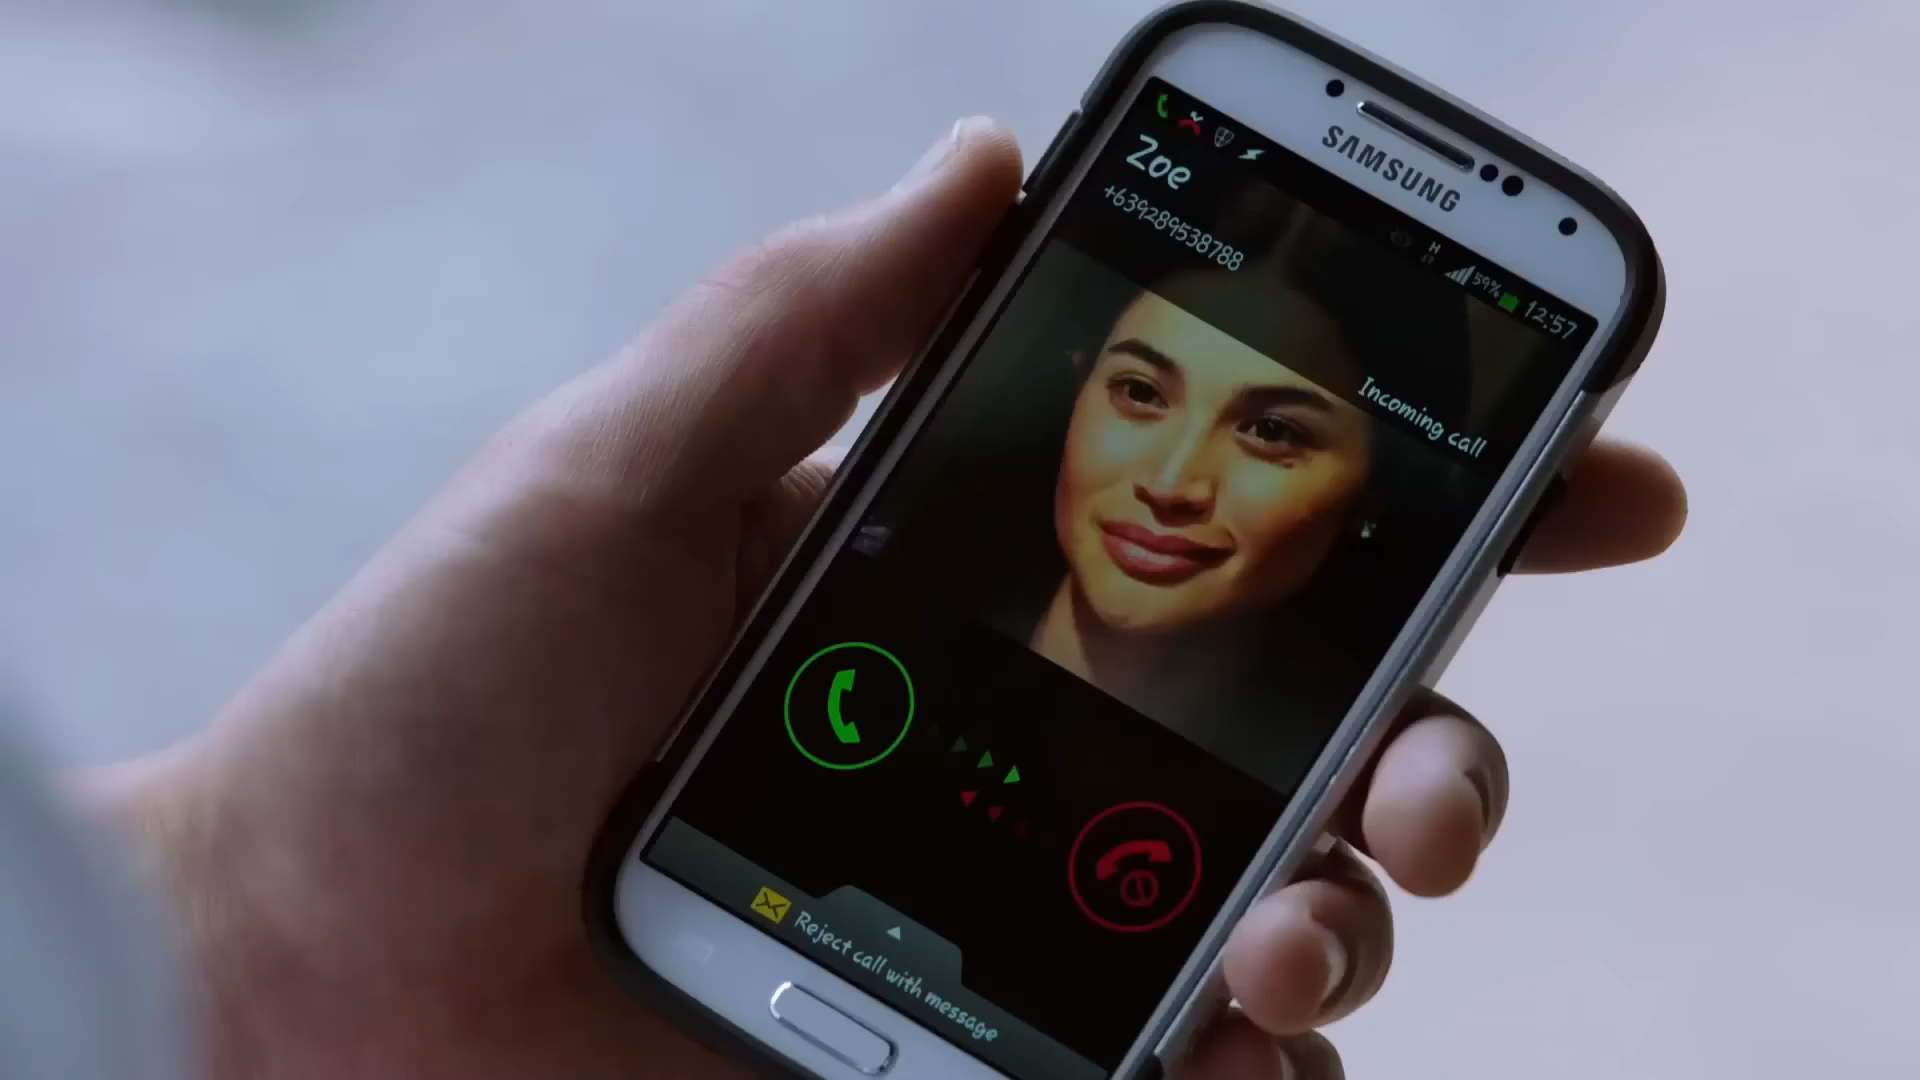 SAMSUNG
H
59%
12:57
Zoe
+639289538788
Incoming call
Reject call with message